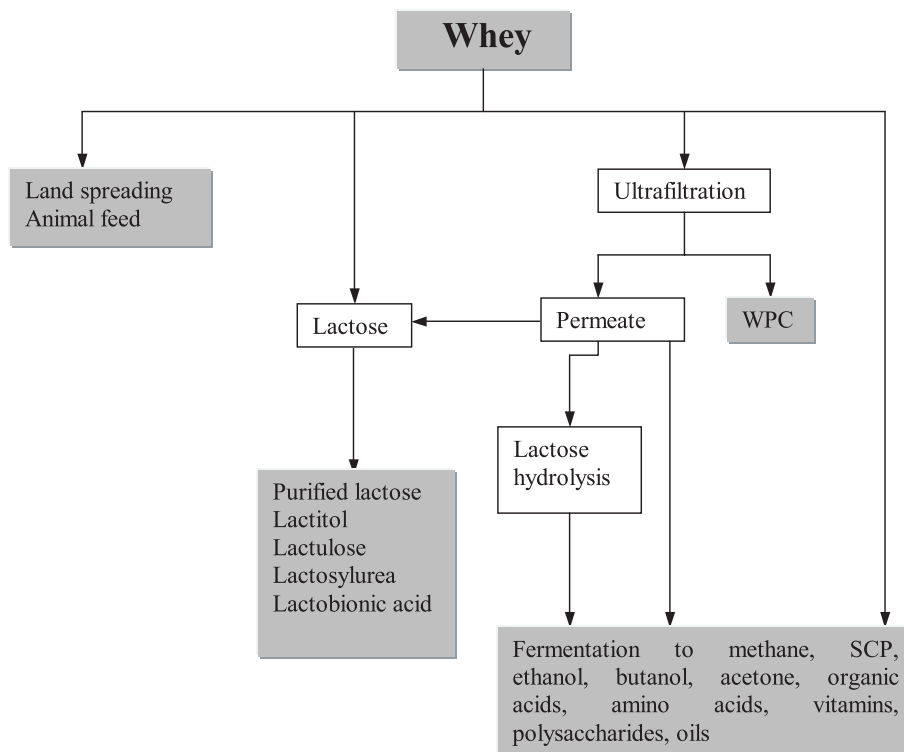 Whey
Land spreading
Animal feed
Ultrafiltration
Lactose
Permeate
WPC
Lactose
hydrolysis
Purified lactose
Lactitol
Lactulose
Lactosylurea
Lactobionic acid
Fermentation to methane, SCP,
ethanol, butanol, acetone, organic
acids, amino acids, vitamins,
polysaccharides, oils